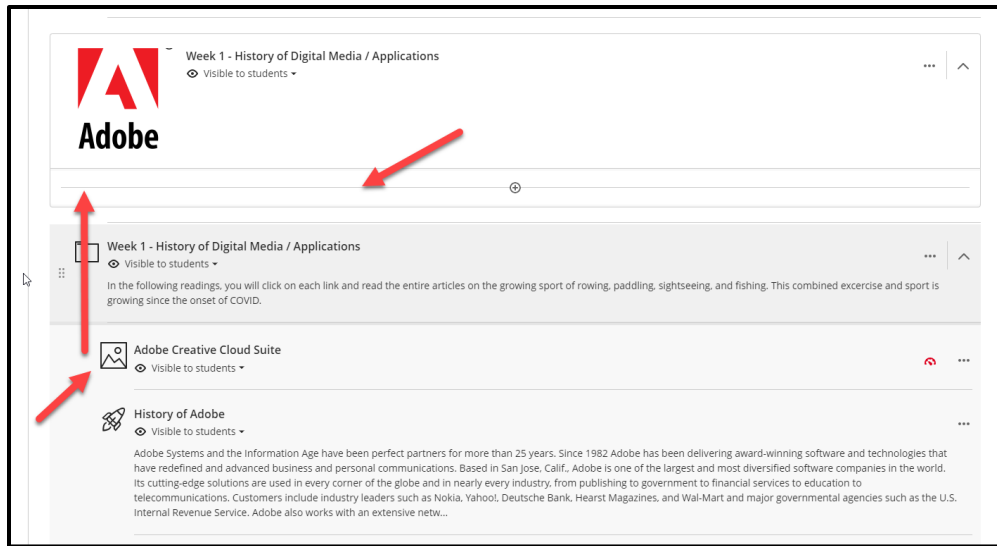 Week 1 - History of Digital Media / Applications
Visible to students
Adobe
Week 1 - History of Digital Media / Applications
Visible to students
In the following readings, you will click on each link and read the entire articles on the growing sport of rowing, paddling, sightseeing, and fishing. This combined excercise and sport is
growing since the onset of COVID.
Adobe Creative Cloud Suite
Visible to students
History of Adobe
Visible to students
Adobe Systems and the Information Age have been perfect partners for more than 25 years. Since 1982 Adobe has been delivering award-winning software and technologies that
have redefined and advanced business and personal communications. Based in San Jose, Calif., Adobe is one of the largest and most diversified software companies in the world.
Its cutting-edge solutions are used in every corner of the globe and in nearly every industry, from publishing to government to financial services to education to
telecommunications. Customers include industry leaders such as Nokia, Yahoo!, Deutsche Bank, Hearst Magazines, and Wal-Mart and major governmental agencies such as the U.S.
Internal Revenue Service. Adobe also works with an extensive netw...